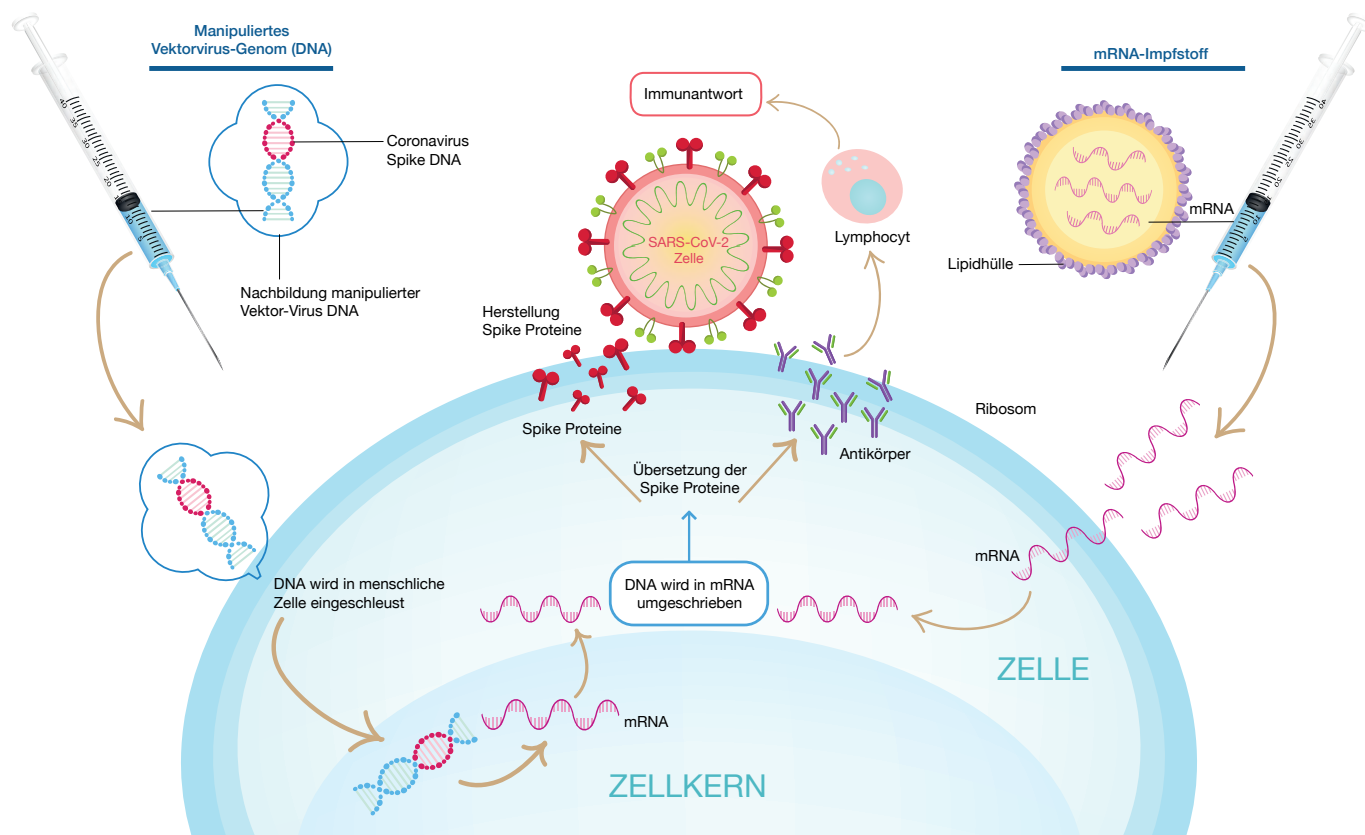 Manipuliertes
Vektorvirus-Genom (DNA)
Coronavirus
Spike DNA
Nachbildung manipulierter
Vektor-Virus DNA
Immunantwort
SARS-CoV-2
Zelle
Lymphocyt
mRNA-Impfstoff
mRNA
Lipidhülle
Herstellung
Spike Proteine
Spike Proteine
Antikörper
Ribosom
Übersetzung der
Spike Proteine
mRNA
DNA wird in menschliche
Zelle eingeschleust
DNA wird in mRNA
umgeschrieben
ZELLE
mRNA
ZELLKERN